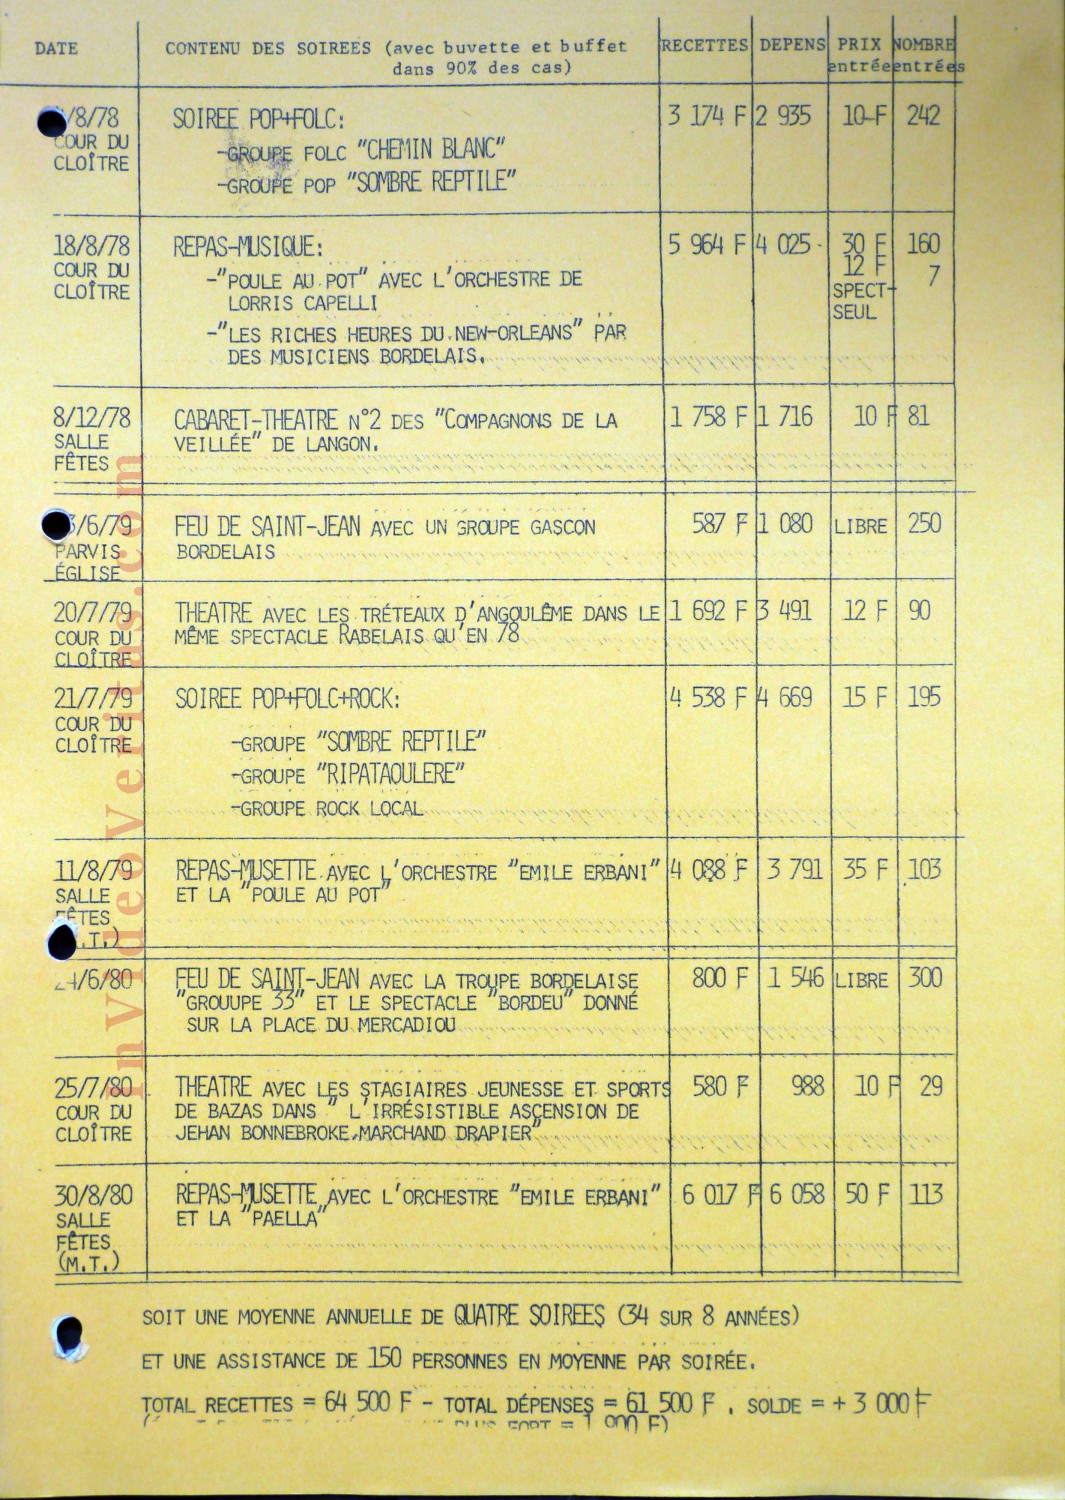 DATE CONTENU DES SOIREES (avec buvette et buffet RECETTES DEPENS PRIX NOMBRE
dans 90% des cas) entrée entrées
/8/78 SOIREE POP+FOLC: 3 174 F 2 935 10-F 242
COUR DU -GROUPE FOLC "CHEMIN BLANC"
CLOÎTRE -GROUPE POP "SOMBRE REPTILE"
18/8/78 REPAS-MUSIQUE: 5 964 F 4 025 30 F 160
COUR DU -"POULE AU POT" AVEC L'ORCHESTRE DE 12 F 7
CLOÎTRE LORRIS CAPELLI SPECT-
-"LES RICHES HEURES DU NEW-ORLEANS" PAR SEUL
DES MUSICIENS BORDELAIS.
8/12/78 CABARET-THEATRE N°2 DES "COMPAGNONS DE LA 1 758 F 1 716 10 F 81
SALLE VEILLÉE" DE LANGON.
FÊTES
3/6/79 FEU DE SAINT-JEAN AVEC UN GROUPE GASCON 587 F 1 080 LIBRE 250
PARVIS BORDELAIS
ÉGLISE
20/7/79 THEATRE AVEC LES TRÉTEAUX D'ANGOULÊME DANS LE 1 692 F 3 491 12 F 90
COUR DU MÊME SPECTACLE RABELAIS QU'EN 78
CLOÎTRE
21/7/79 SOIREE POP+FOLC+ROCK: 4 538 F 4 669 15 F 195
COUR DU
CLOÎTRE -GROUPE "SOMBRE REPTILE"
-GROUPE "RIPATAOULERE"
-GROUPE ROCK LOCAL
11/8/79 REPAS-MUSETTE AVEC L'ORCHESTRE "EMILE ERBANI" 4 088 F 3 791 35 F 103
SALLE ET LA "POULE AU POT"
FÊTES
.T.)
24/6/80 FEU DE SAINT-JEAN AVEC LA TROUPE BORDELAISE 800 F 1 546 LIBRE 300
"GROUUPE 33" ET LE SPECTACLE "BORDEU" DONNÉ
SUR LA PLACE DU MERCADIOU
25/7/80 THEATRE AVEC LES STAGIAIRES JEUNESSE ET SPORTS 580 F 988 10 F 29
COUR DU DE BAZAS DANS " L'IRRÉSISTIBLE ASCENSION DE
CLOÎTRE JEHAN BONNEBROKE,MARCHAND DRAPIER"
30/8/80 REPAS-MUSETTE AVEC L'ORCHESTRE "EMILE ERBANI" 6 017 F 6 058 50 F 113
SALLE ET LA "PAELLA"
FÊTES
(M.T.)
SOIT UNE MOYENNE ANNUELLE DE QUATRE SOIREES (34 SUR 8 ANNÉES)
ET UNE ASSISTANCE DE 150 PERSONNES EN MOYENNE PAR SOIRÉE.
TOTAL RECETTES = 64 500 F - TOTAL DÉPENSES = 61 500 F . SOLDE = + 3 000 F
PLUS FORT = 1 000 F)
In Video Veritas.com